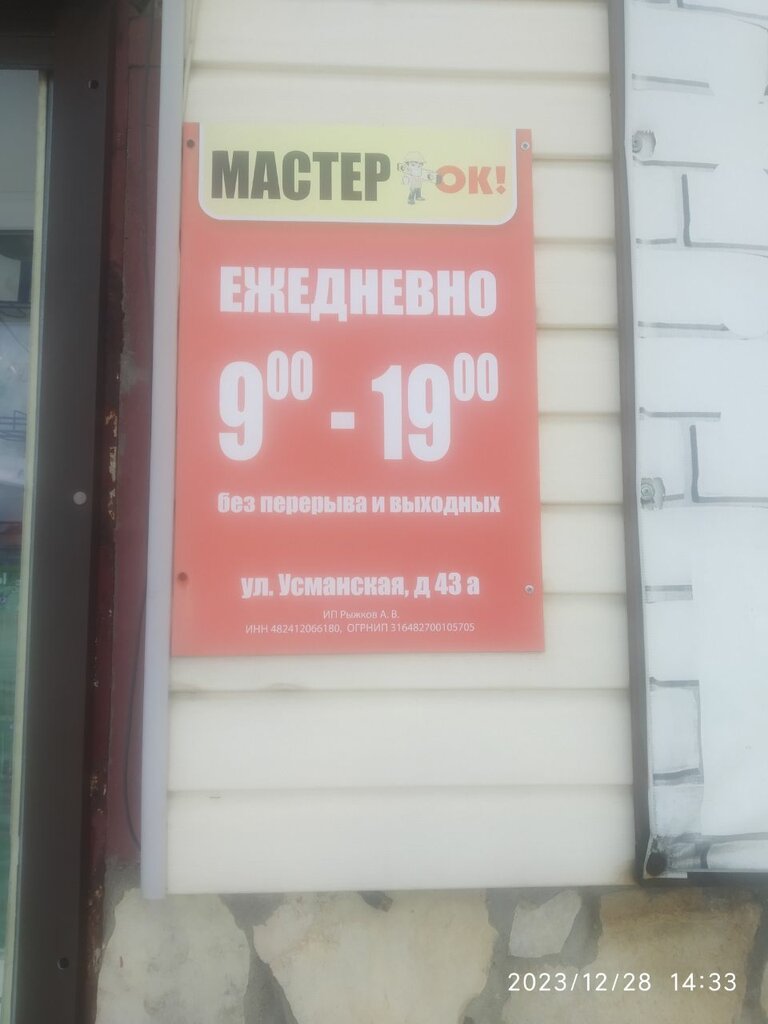 МАСТЕР ОК!
ЕЖЕДНЕВНО
900 - 1900
без перерыва и выходных
ул. Усманская, д 43 а
ИП Рыжков А. В.
ИНН 482412066180, ОГРНИП 316482700105705
2023/12/28 14:33